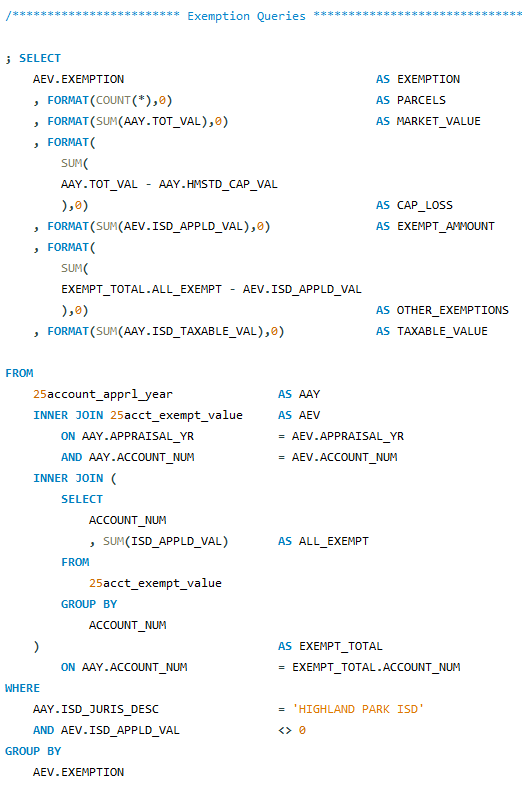 /************************ Exemption Queries ******************************
; SELECT
AEV.EXEMPTION AS EXEMPTION
, FORMAT(COUNT(*),0) AS PARCELS
, FORMAT(SUM(AAY.TOT_VAL),0) AS MARKET_VALUE
, FORMAT(
SUM(
AAY.TOT_VAL - AAY.HMSTD_CAP_VAL
),0) AS CAP_LOSS
, FORMAT(SUM(AEV.ISD_APPLD_VAL),0) AS EXEMPT_AMMOUNT
, FORMAT(
SUM(
EXEMPT_TOTAL.ALL_EXEMPT - AEV.ISD_APPLD_VAL
),0) AS OTHER_EXEMPTIONS
, FORMAT(SUM(AAY.ISD_TAXABLE_VAL),0) AS TAXABLE_VALUE
FROM
25account_apprl_year AS AAY
INNER JOIN 25acct_exempt_value AS AEV
ON AAY.APPRAISAL_YR = AEV.APPRAISAL_YR
AND AAY.ACCOUNT_NUM = AEV.ACCOUNT_NUM
INNER JOIN (
SELECT
ACCOUNT_NUM
, SUM(ISD_APPLD_VAL) AS ALL_EXEMPT
FROM
25acct_exempt_value
GROUP BY
ACCOUNT_NUM
) AS EXEMPT_TOTAL
ON AAY.ACCOUNT_NUM = EXEMPT_TOTAL.ACCOUNT_NUM
WHERE
AAY.ISD_JURIS_DESC = 'HIGHLAND PARK ISD'
AND AEV.ISD_APPLD_VAL <> 0
GROUP BY
AEV.EXEMPTION